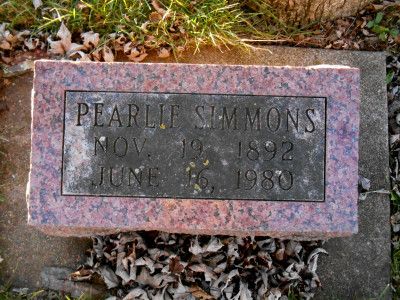 PEARLIE SIMMONS
NOV. 19, 1892
JUNE 16, 1980